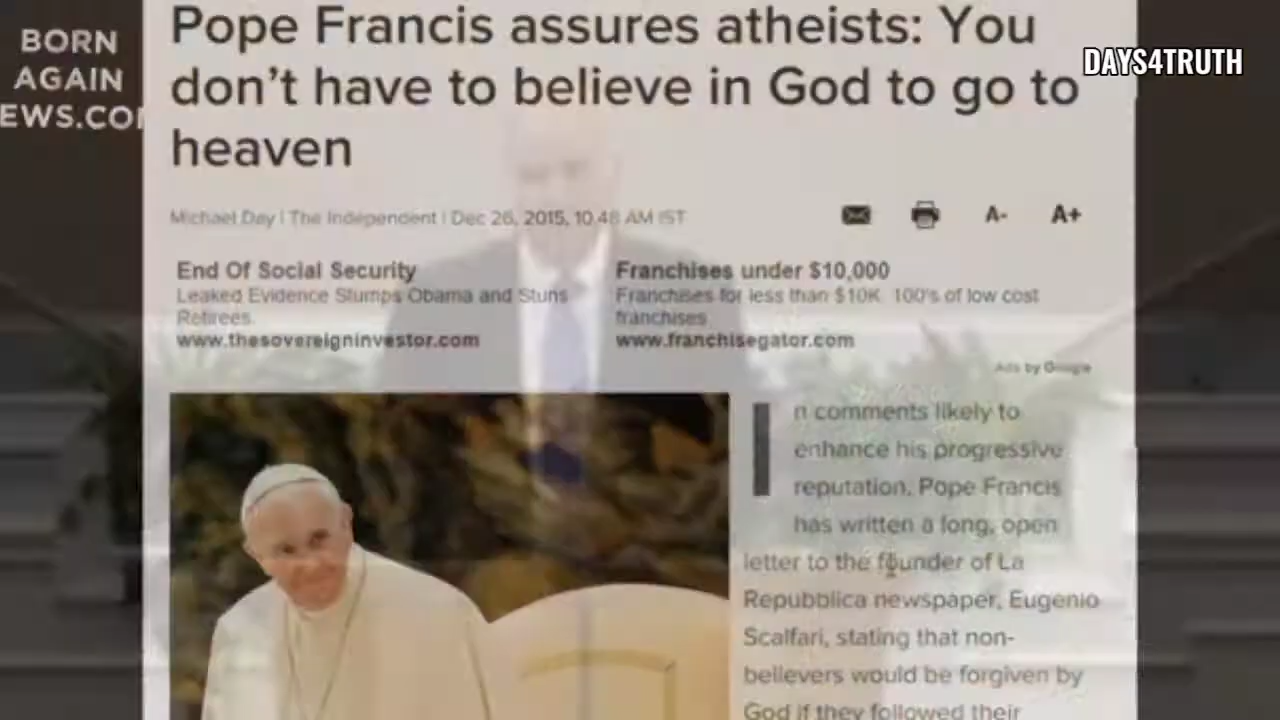 BORN
AGAIN
EWS.COM
DAYS4TRUTH
Pope Francis assures atheists: You
don't have to believe in God to go to
heaven
Michael Day | The Independent | Dec 26, 2015, 10.48 AM IST
A- A+
End Of Social Security
Leaked Evidence Stumps Obama and Stuns
Retirees.
www.thesovereigninvestor.com
Franchises under $10,000
Franchises for less than $10K. 100's of low cost
franchises
www.franchisegator.com
Ads by Google
In comments likely to
enhance his progressive
reputation, Pope Francis
has written a long, open
letter to the founder of La
Repubblica newspaper, Eugenio
Scalfari, stating that non-
believers would be forgiven by
God if they followed their